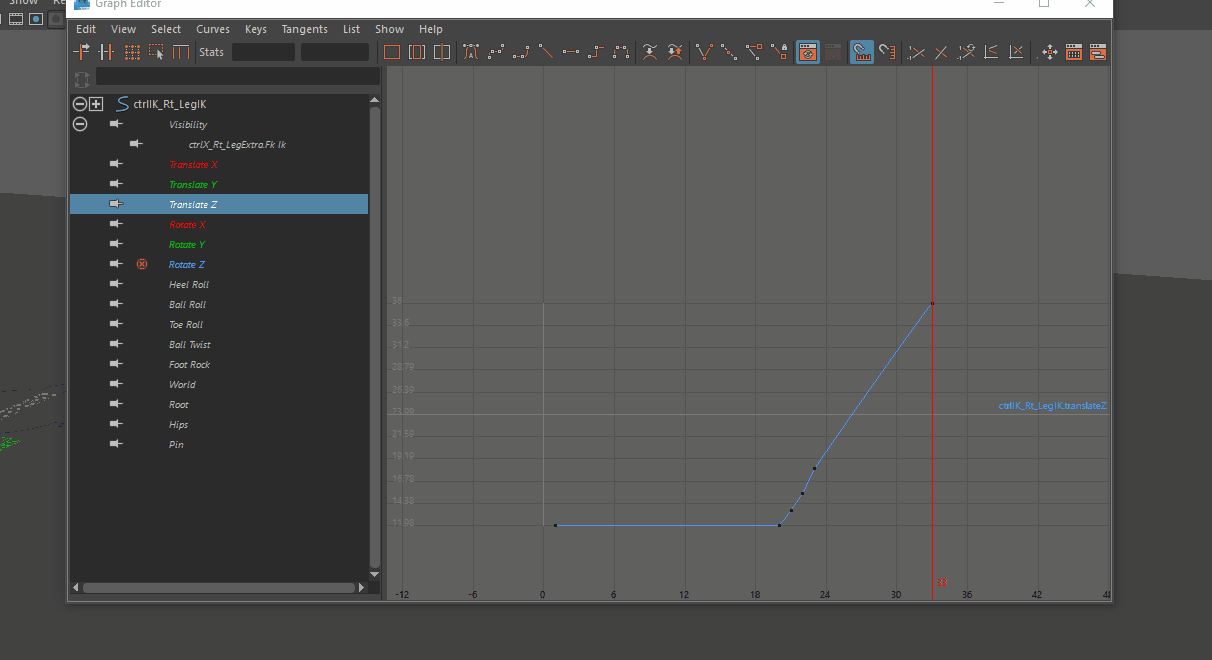 Show
Graph Editor
Edit View Select Curves Keys Tangents List Show Help
Stats
ctrlIK_Rt_LegIK
Visibility
ctrlX_Rt_LegExtra.Fk Ik
Translate X
Translate Y
Translate Z
Rotate X
Rotate Y
Rotate Z
Heel Roll
Ball Roll
Toe Roll
Ball Twist
Foot Rock
World
Root
Hips
Pin
36
33.6
31.2
28.79
26.39
23.99
21.59
19.19
16.78
14.38
11.98
ctrlIK_Rt_LegIK.translateZ
33
-12 -6 0 6 12 18 24 30 36 42